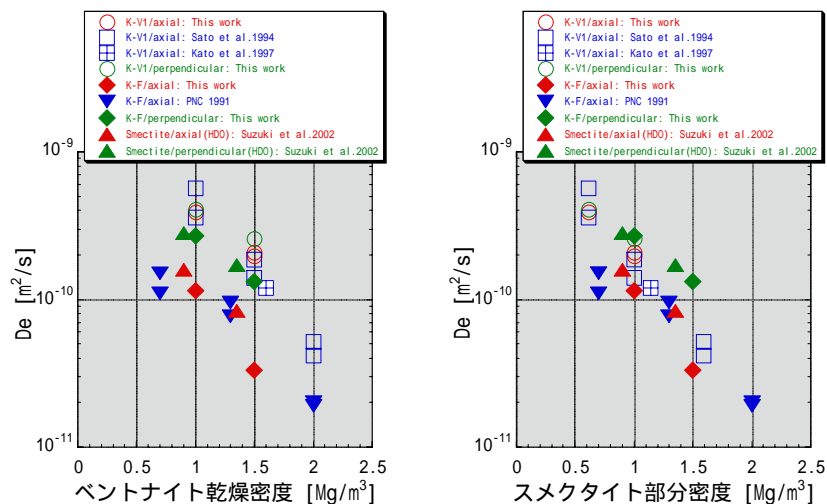 K-V1/axial: This work
K-V1/axial: Sato et al.1994
K-V1/axial: Kato et al.1997
K-V1/perpendicular: This work
K-F/axial: This work
K-F/axial: PNC 1991
K-F/perpendicular: This work
Smectite/axial(HDO): Suzuki et al.2002
Smectite/perpendicular(HDO): Suzuki et al.2002
10⁻⁹
De [m²/s]
10⁻¹⁰
10⁻¹¹
0 0.5 1 1.5 2 2.5
ベントナイト乾燥密度 [Mg/m³]
K-V1/axial: This work
K-V1/axial: Sato et al.1994
K-V1/axial: Kato et al.1997
K-V1/perpendicular: This work
K-F/axial: This work
K-F/axial: PNC 1991
K-F/perpendicular: This work
Smectite/axial(HDO): Suzuki et al.2002
Smectite/perpendicular(HDO): Suzuki et al.2002
10⁻⁹
De [m²/s]
10⁻¹⁰
10⁻¹¹
0 0.5 1 1.5 2 2.5
スメクタイト部分密度 [Mg/m³]